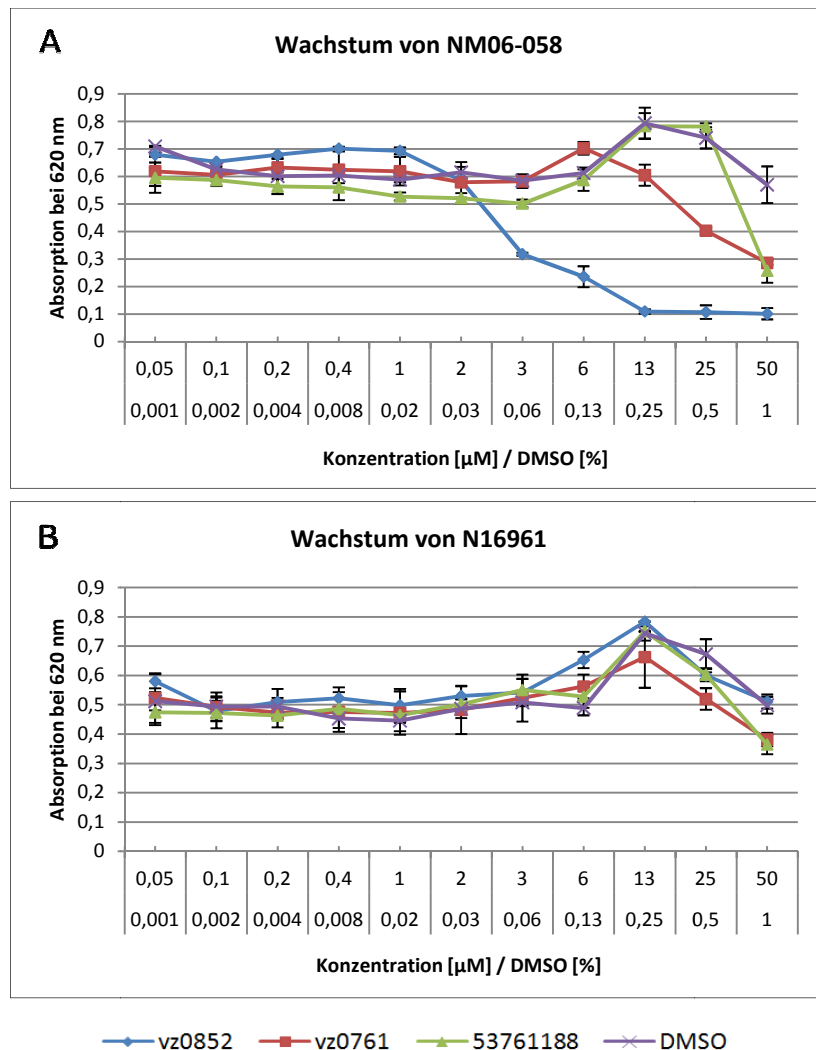 A
Wachstum von NM06-058
Absorption bei 620 nm
0,9
0,8
0,7
0,6
0,5
0,4
0,3
0,2
0,1
0
0,05 0,1 0,2 0,4 1 2 3 6 13 25 50
0,001 0,002 0,004 0,008 0,02 0,03 0,06 0,13 0,25 0,5 1
Konzentration [µM] / DMSO [%]
B
Wachstum von N16961
Absorption bei 620 nm
0,9
0,8
0,7
0,6
0,5
0,4
0,3
0,2
0,1
0
0,05 0,1 0,2 0,4 1 2 3 6 13 25 50
0,001 0,002 0,004 0,008 0,02 0,03 0,06 0,13 0,25 0,5 1
Konzentration [µM] / DMSO [%]
vz0852 vz0761 53761188 DMSO